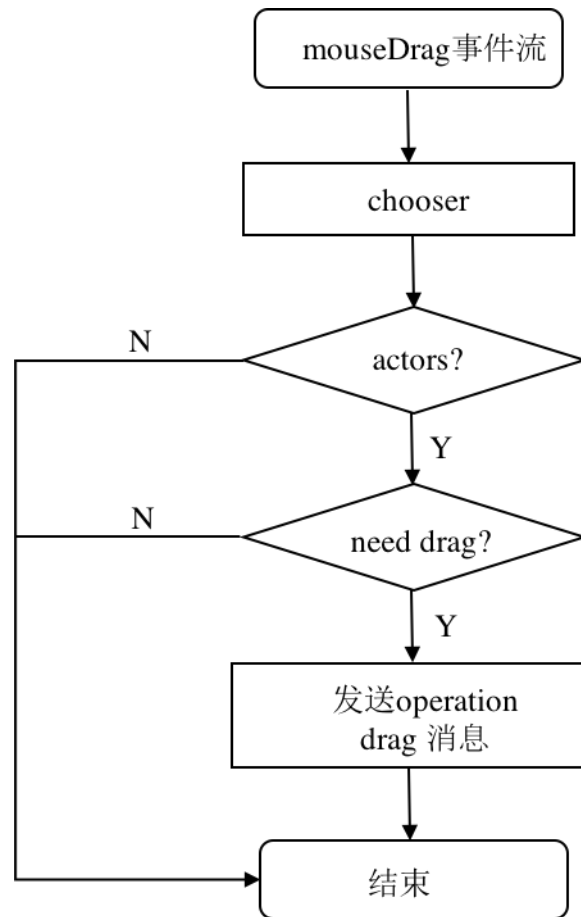 mouseDrag事件流
chooser
N
actors?
Y
N
need drag?
Y
发送operation
drag 消息
结束